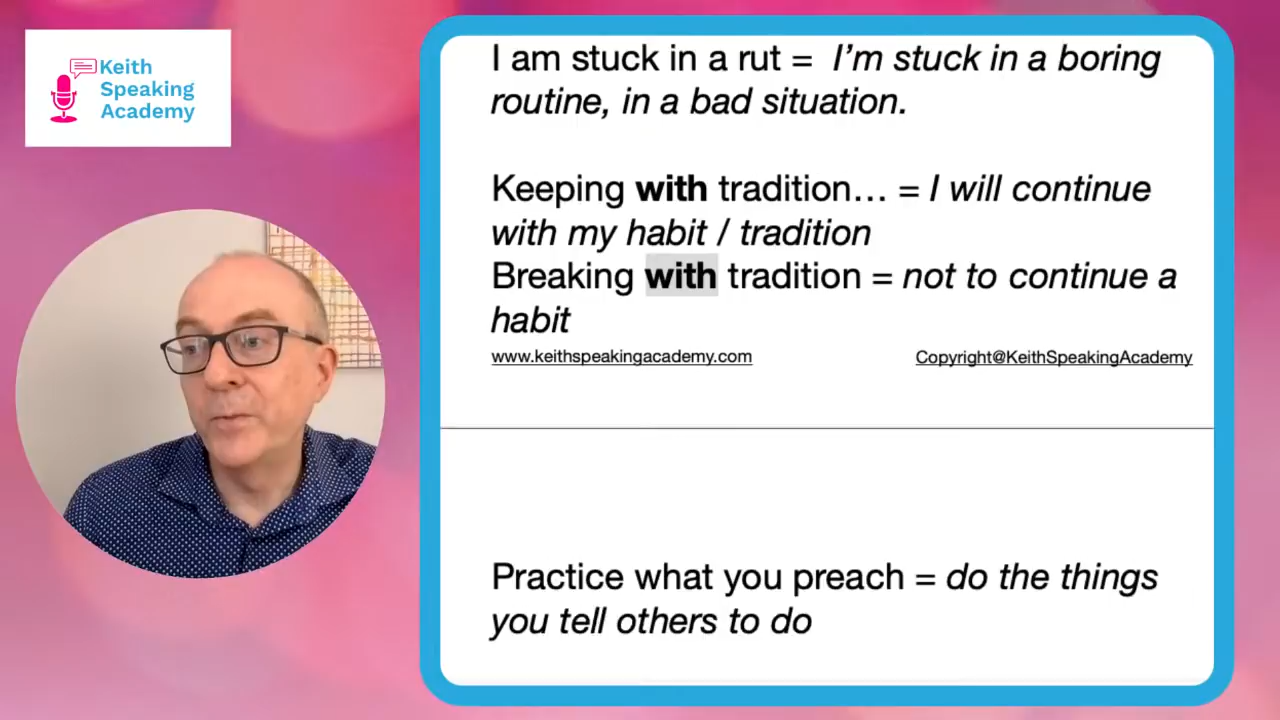 Keith
Speaking
Academy
I am stuck in a rut = I’m stuck in a boring
routine, in a bad situation.
Keeping with tradition… = I will continue
with my habit / tradition
Breaking with tradition = not to continue a
habit
www.keithspeakingacademy.com Copyright@KeithSpeakingAcademy
Practice what you preach = do the things
you tell others to do